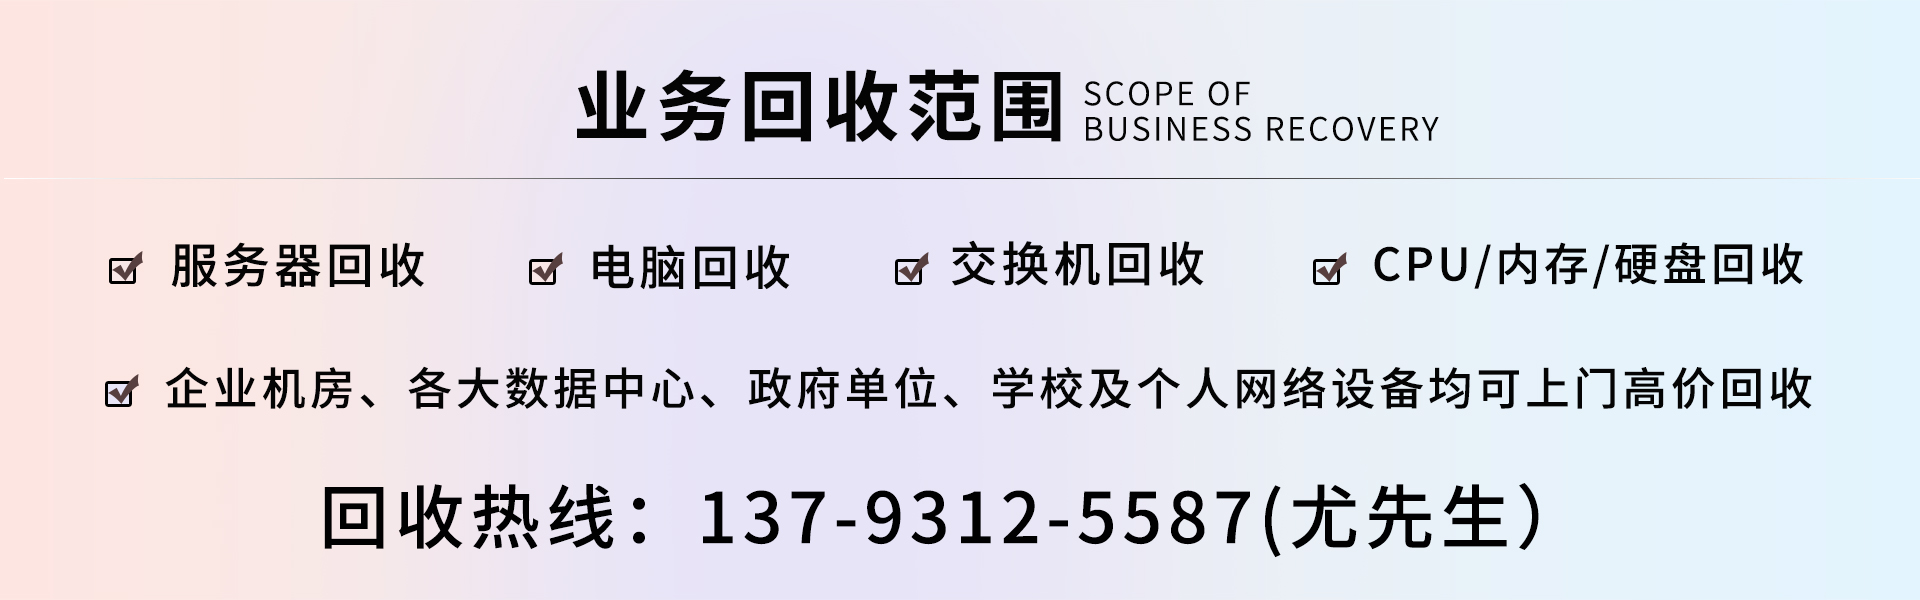 业务回收范围
SCOPE OF
BUSINESS RECOVERY
服务器回收
电脑回收
交换机回收
CPU/内存/硬盘回收
企业机房、各大数据中心、政府单位、学校及个人网络设备均可上门高价回收
回收热线：137-9312-5587(尤先生）